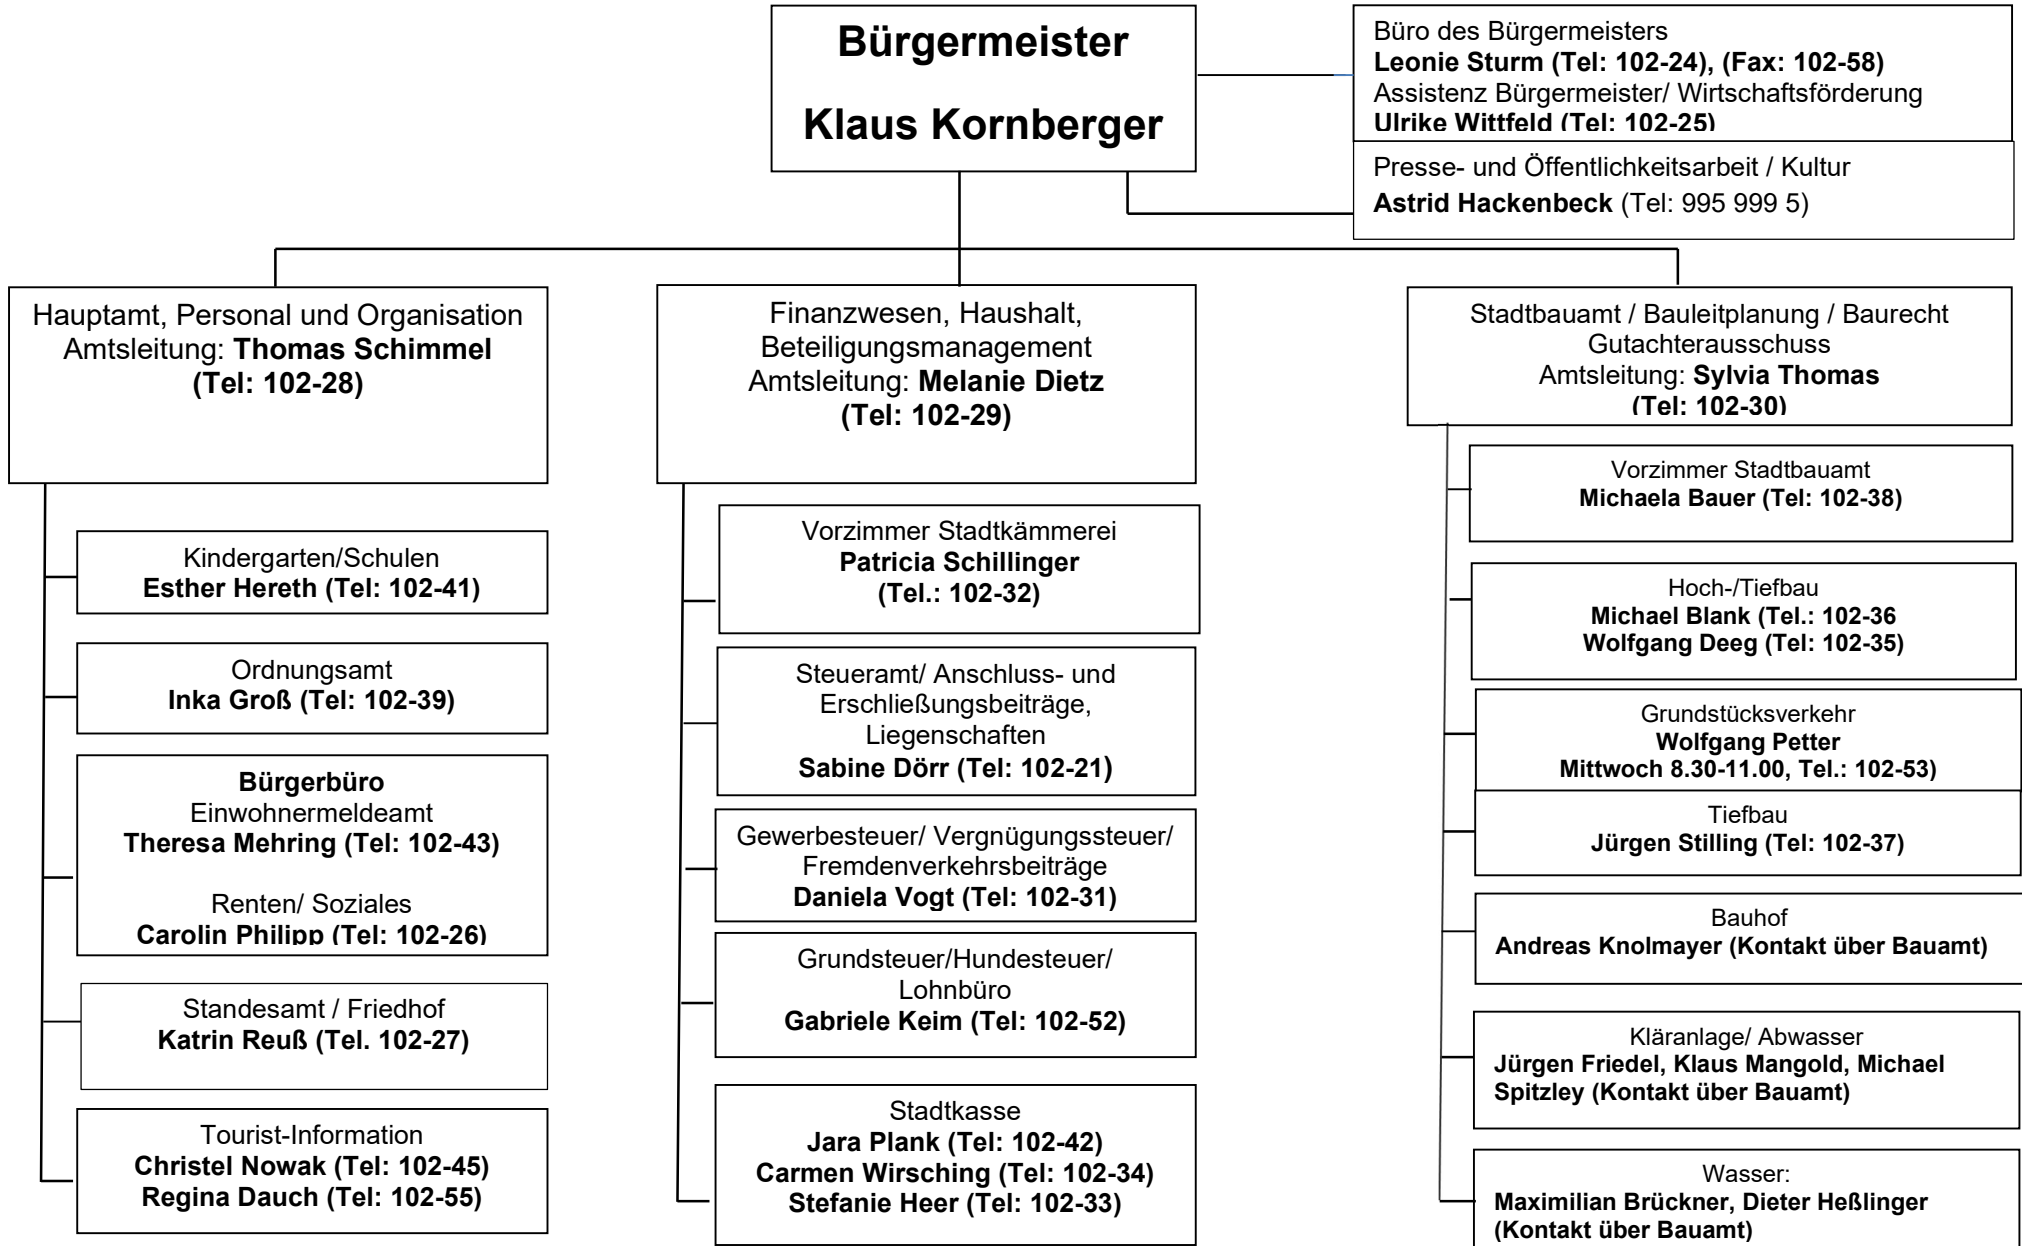 Bürgermeister
Klaus Kornberger
Büro des Bürgermeisters
Leonie Sturm (Tel: 102-24), (Fax: 102-58)
Assistenz Bürgermeister/ Wirtschaftsförderung
Ulrike Wittfeld (Tel: 102-25)
Presse- und Öffentlichkeitsarbeit / Kultur
Astrid Hackenbeck (Tel: 995 999 5)
Hauptamt, Personal und Organisation
Amtsleitung: Thomas Schimmel
(Tel: 102-28)
Kindergarten/Schulen
Esther Hereth (Tel: 102-41)
Ordnungsamt
Inka Groß (Tel: 102-39)
Bürgerbüro
Einwohnermeldeamt
Theresa Mehring (Tel: 102-43)
Renten/ Soziales
Carolin Philipp (Tel: 102-26)
Standesamt / Friedhof
Katrin Reuß (Tel. 102-27)
Tourist-Information
Christel Nowak (Tel: 102-45)
Regina Dauch (Tel: 102-55)
Finanzwesen, Haushalt,
Beteiligungsmanagement
Amtsleitung: Melanie Dietz
(Tel: 102-29)
Vorzimmer Stadtkämmerei
Patricia Schillinger
(Tel.: 102-32)
Steueramt/ Anschluss- und
Erschließungsbeiträge,
Liegenschaften
Sabine Dörr (Tel: 102-21)
Gewerbesteuer/ Vergnügungssteuer/
Fremdenverkehrsbeiträge
Daniela Vogt (Tel: 102-31)
Grundsteuer/Hundesteuer/
Lohnbüro
Gabriele Keim (Tel: 102-52)
Stadtkasse
Jara Plank (Tel: 102-42)
Carmen Wirsching (Tel: 102-34)
Stefanie Heer (Tel: 102-33)
Stadtbauamt / Bauleitplanung / Baurecht
Gutachterausschuss
Amtsleitung: Sylvia Thomas
(Tel: 102-30)
Vorzimmer Stadtbauamt
Michaela Bauer (Tel: 102-38)
Hoch-/Tiefbau
Michael Blank (Tel.: 102-36
Wolfgang Deeg (Tel: 102-35)
Grundstücksverkehr
Wolfgang Petter
Mittwoch 8.30-11.00, Tel.: 102-53)
Tiefbau
Jürgen Stilling (Tel: 102-37)
Bauhof
Andreas Knolmayer (Kontakt über Bauamt)
Kläranlage/ Abwasser
Jürgen Friedel, Klaus Mangold, Michael
Spitzley (Kontakt über Bauamt)
Wasser:
Maximilian Brückner, Dieter Heßlinger
(Kontakt über Bauamt)